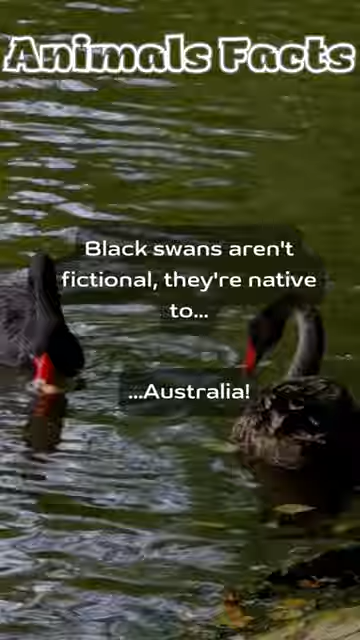 Animals Facts
Black swans aren't
fictional, they're native
to...
...Australia!